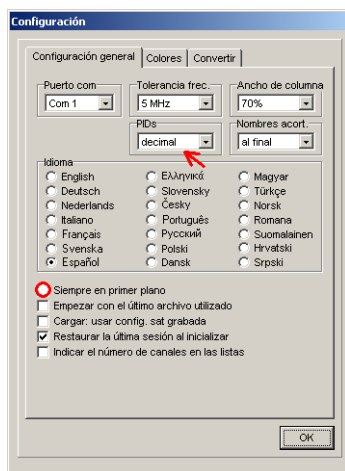 Configuración
Configuración general Colores Convertir
Puerto com Tolerancia frec. Ancho de columna
Com 1 5 MHz 70%
PIDs Nombres acort.
decimal al final
Idioma
English Ελληνικά Magyar
Deutsch Slovensky Türkçe
Nederlands Česky Norsk
Italiano Português Romana
Français Русский Suomalainen
Svenska Polski Hrvatski
Español Dansk Srpski
Siempre en primer plano
Empezar con el último archivo utilizado
Cargar: usar config. sat grabada
Restaurar la última sesión al inicializar
Indicar el número de canales en las listas
OK